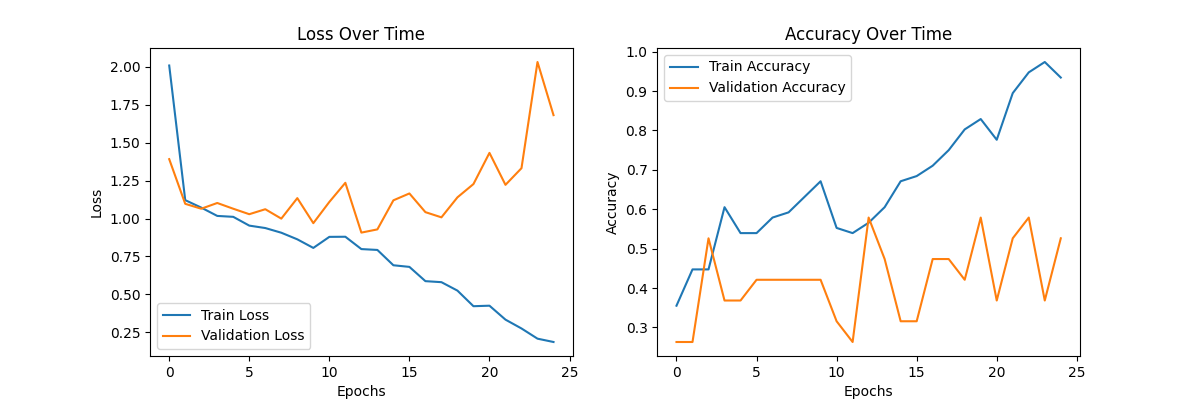 Loss Over Time
2.00
1.75
1.50
1.25
1.00
0.75
0.50
0.25
Loss
Train Loss
Validation Loss
0 5 10 15 20 25
Epochs
Accuracy Over Time
1.0
0.9
0.8
0.7
0.6
0.5
0.4
0.3
Accuracy
Train Accuracy
Validation Accuracy
0 5 10 15 20 25
Epochs